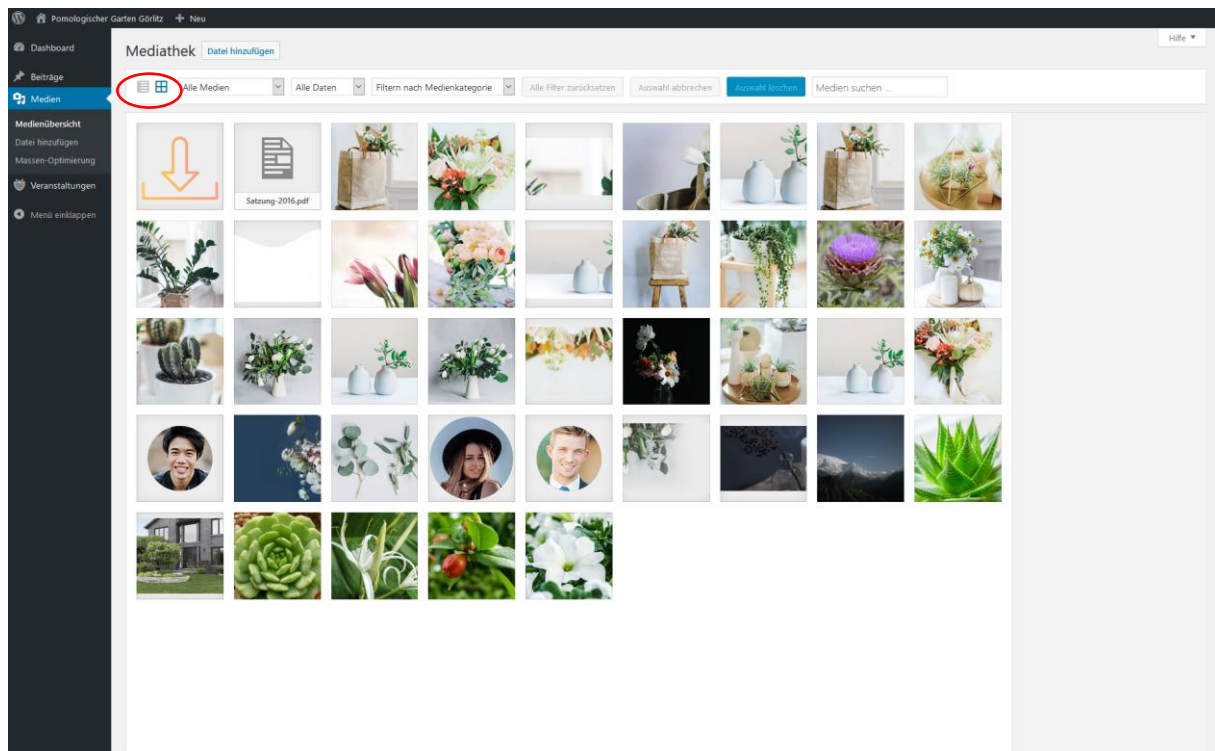 Pomologischer Garten Görlitz + Neu
Dashboard
Beiträge
Medien
Medienübersicht
Datei hinzufügen
Massen-Optimierung
Veranstaltungen
Menü einklappen
Hilfe
Mediathek Datei hinzufügen
Alle Medien Alle Daten Filtern nach Medienkategorie Alle Filter zurücksetzen Auswahl abbrechen Auswahl löschen Medien suchen ...
Satzung-2016.pdf